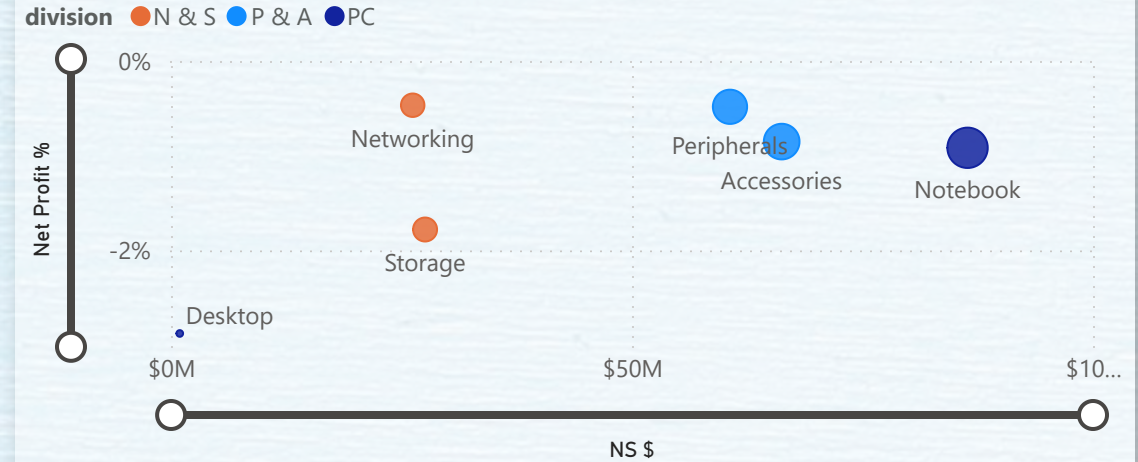 division N & S P & A PC
0%
Networking
Peripherals
Accessories
Notebook
Net Profit %
-2%
Storage
Desktop
$0M $50M $10...
NS $